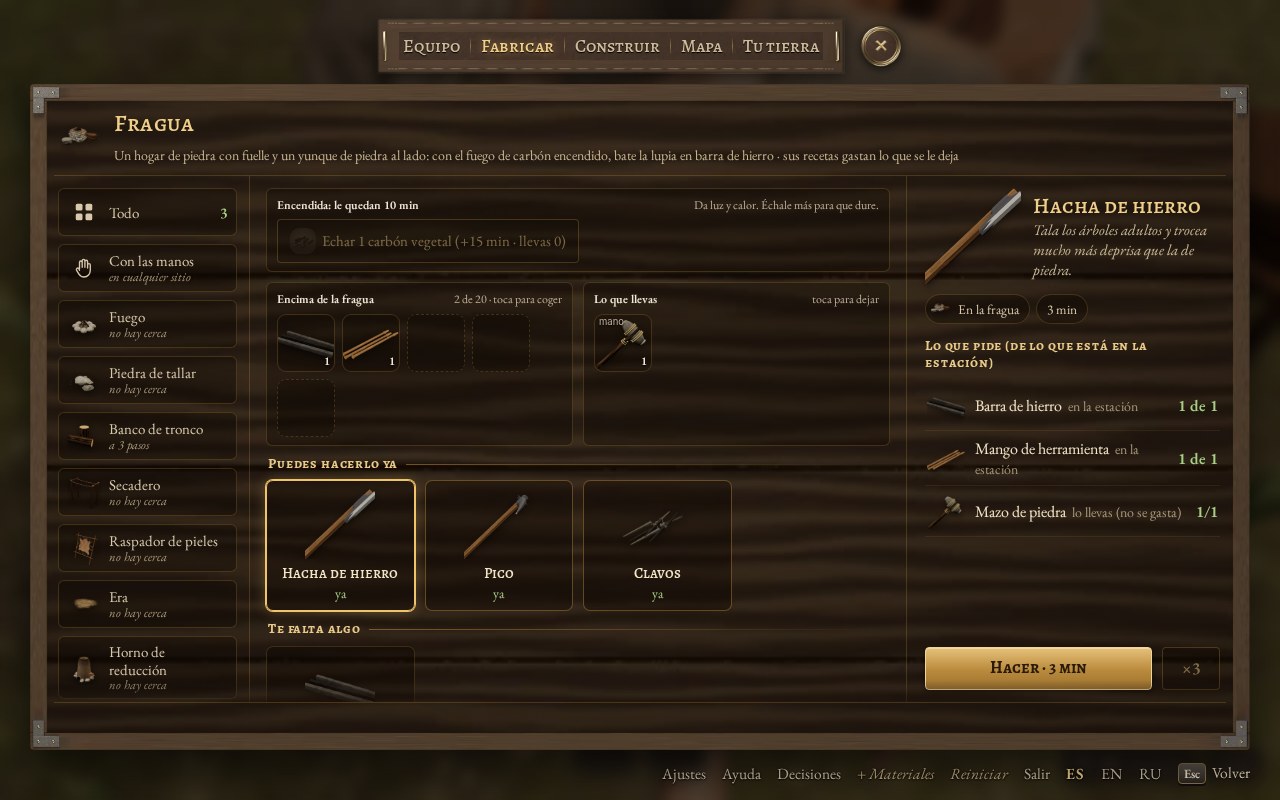 Equipo Fabricar Construir Mapa Tu tierra ✕
Fragua
Un hogar de piedra con fuelle y un yunque de piedra al lado: con el fuego de carbón encendido, bate la lupia en barra de hierro · sus recetas gastan lo que se le deja
Todo 3
Con las manos
en cualquier sitio
Fuego
no hay cerca
Piedra de tallar
no hay cerca
Banco de tronco
a 3 pasos
Secadero
no hay cerca
Raspador de pieles
no hay cerca
Era
no hay cerca
Horno de
reducción
no hay cerca
Encendida: le quedan 10 min Da luz y calor. Échale más para que dure.
Echar 1 carbón vegetal (+15 min · llevas 0)
Encima de la fragua 2 de 20 · toca para coger
1 1
Lo que llevas toca para dejar
mano
1
Puedes hacerlo ya
Hacha de hierro
ya
Pico
ya
Clavos
ya
Te falta algo
Hacha de hierro
Tala los árboles adultos y trocea
mucho más deprisa que la de
piedra.
En la fragua 3 min
Lo que pide (de lo que está en la
estación)
Barra de hierro en la estación 1 de 1
Mango de herramienta en la
estación 1 de 1
Mazo de piedra lo llevas (no se gasta) 1/1
Hacer · 3 min ×3
Ajustes Ayuda Decisiones + Materiales Reiniciar Salir ES EN RU Esc Volver